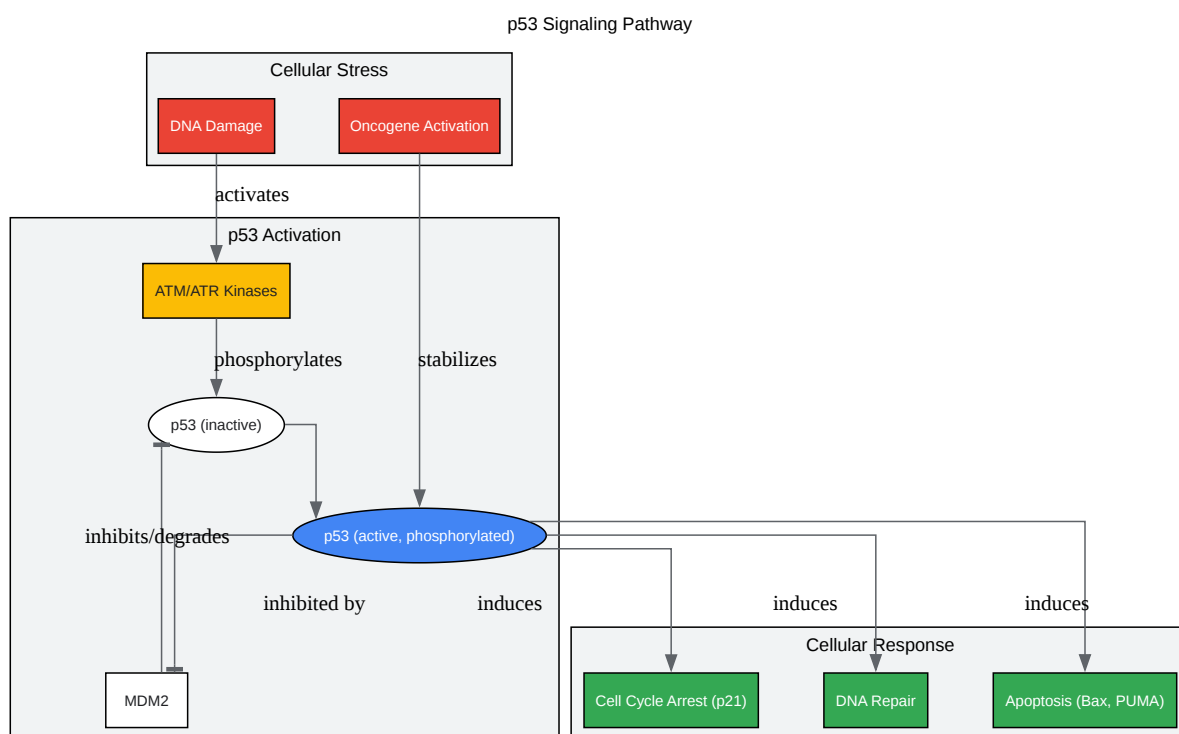 p53 Signaling Pathway
Cellular Stress
DNA Damage
Oncogene Activation
activates
p53 Activation
ATM/ATR Kinases
phosphorylates
stabilizes
p53 (inactive)
inhibits/degrades
p53 (active, phosphorylated)
inhibited by
induces
induces
induces
Cellular Response
MDM2
Cell Cycle Arrest (p21)
DNA Repair
Apoptosis (Bax, PUMA)